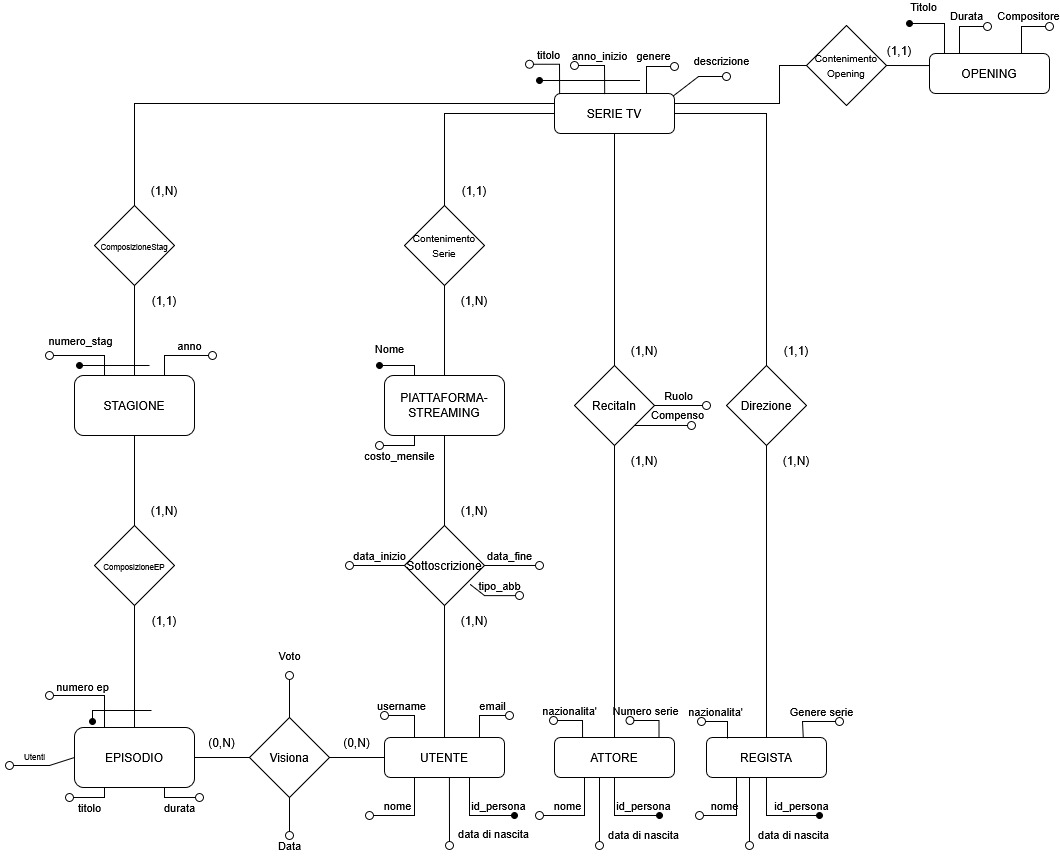 Titolo
Durata
Compositore
titolo
anno_inizio
genere
descrizione
Contenimento
Opening
(1,1)
OPENING
SERIE TV
(1,N)
(1,1)
ComposizioneStag
Contenimento
Serie
(1,1)
(1,N)
numero_stag
anno
Nome
(1,N)
(1,1)
STAGIONE
PIATTAFORMA-
STREAMING
RecitaIn
Ruolo
Compenso
Direzione
costo_mensile
(1,N)
(1,N)
(1,N)
(1,N)
ComposizioneEP
data_inizio
Sottoscrizione
data_fine
tipo_abb
(1,1)
(1,N)
Voto
numero ep
username
email
nazionalita'
Numero serie
nazionalita'
Genere serie
Utenti
EPISODIO
(0,N)
Visiona
(0,N)
UTENTE
ATTORE
REGISTA
titolo
durata
nome
id_persona
nome
id_persona
nome
id_persona
Data
data di nascita
data di nascita
data di nascita